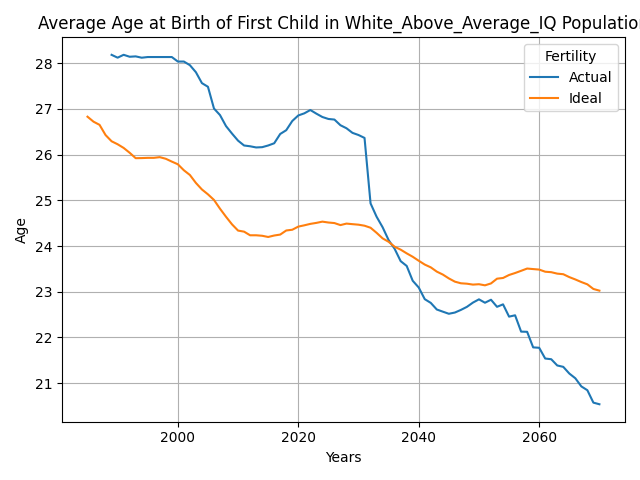 Average Age at Birth of First Child in White_Above_Average_IQ Population
Fertility
Actual
Ideal
28
27
26
25
24
23
22
21
Age
2000
2020
2040
2060
Years